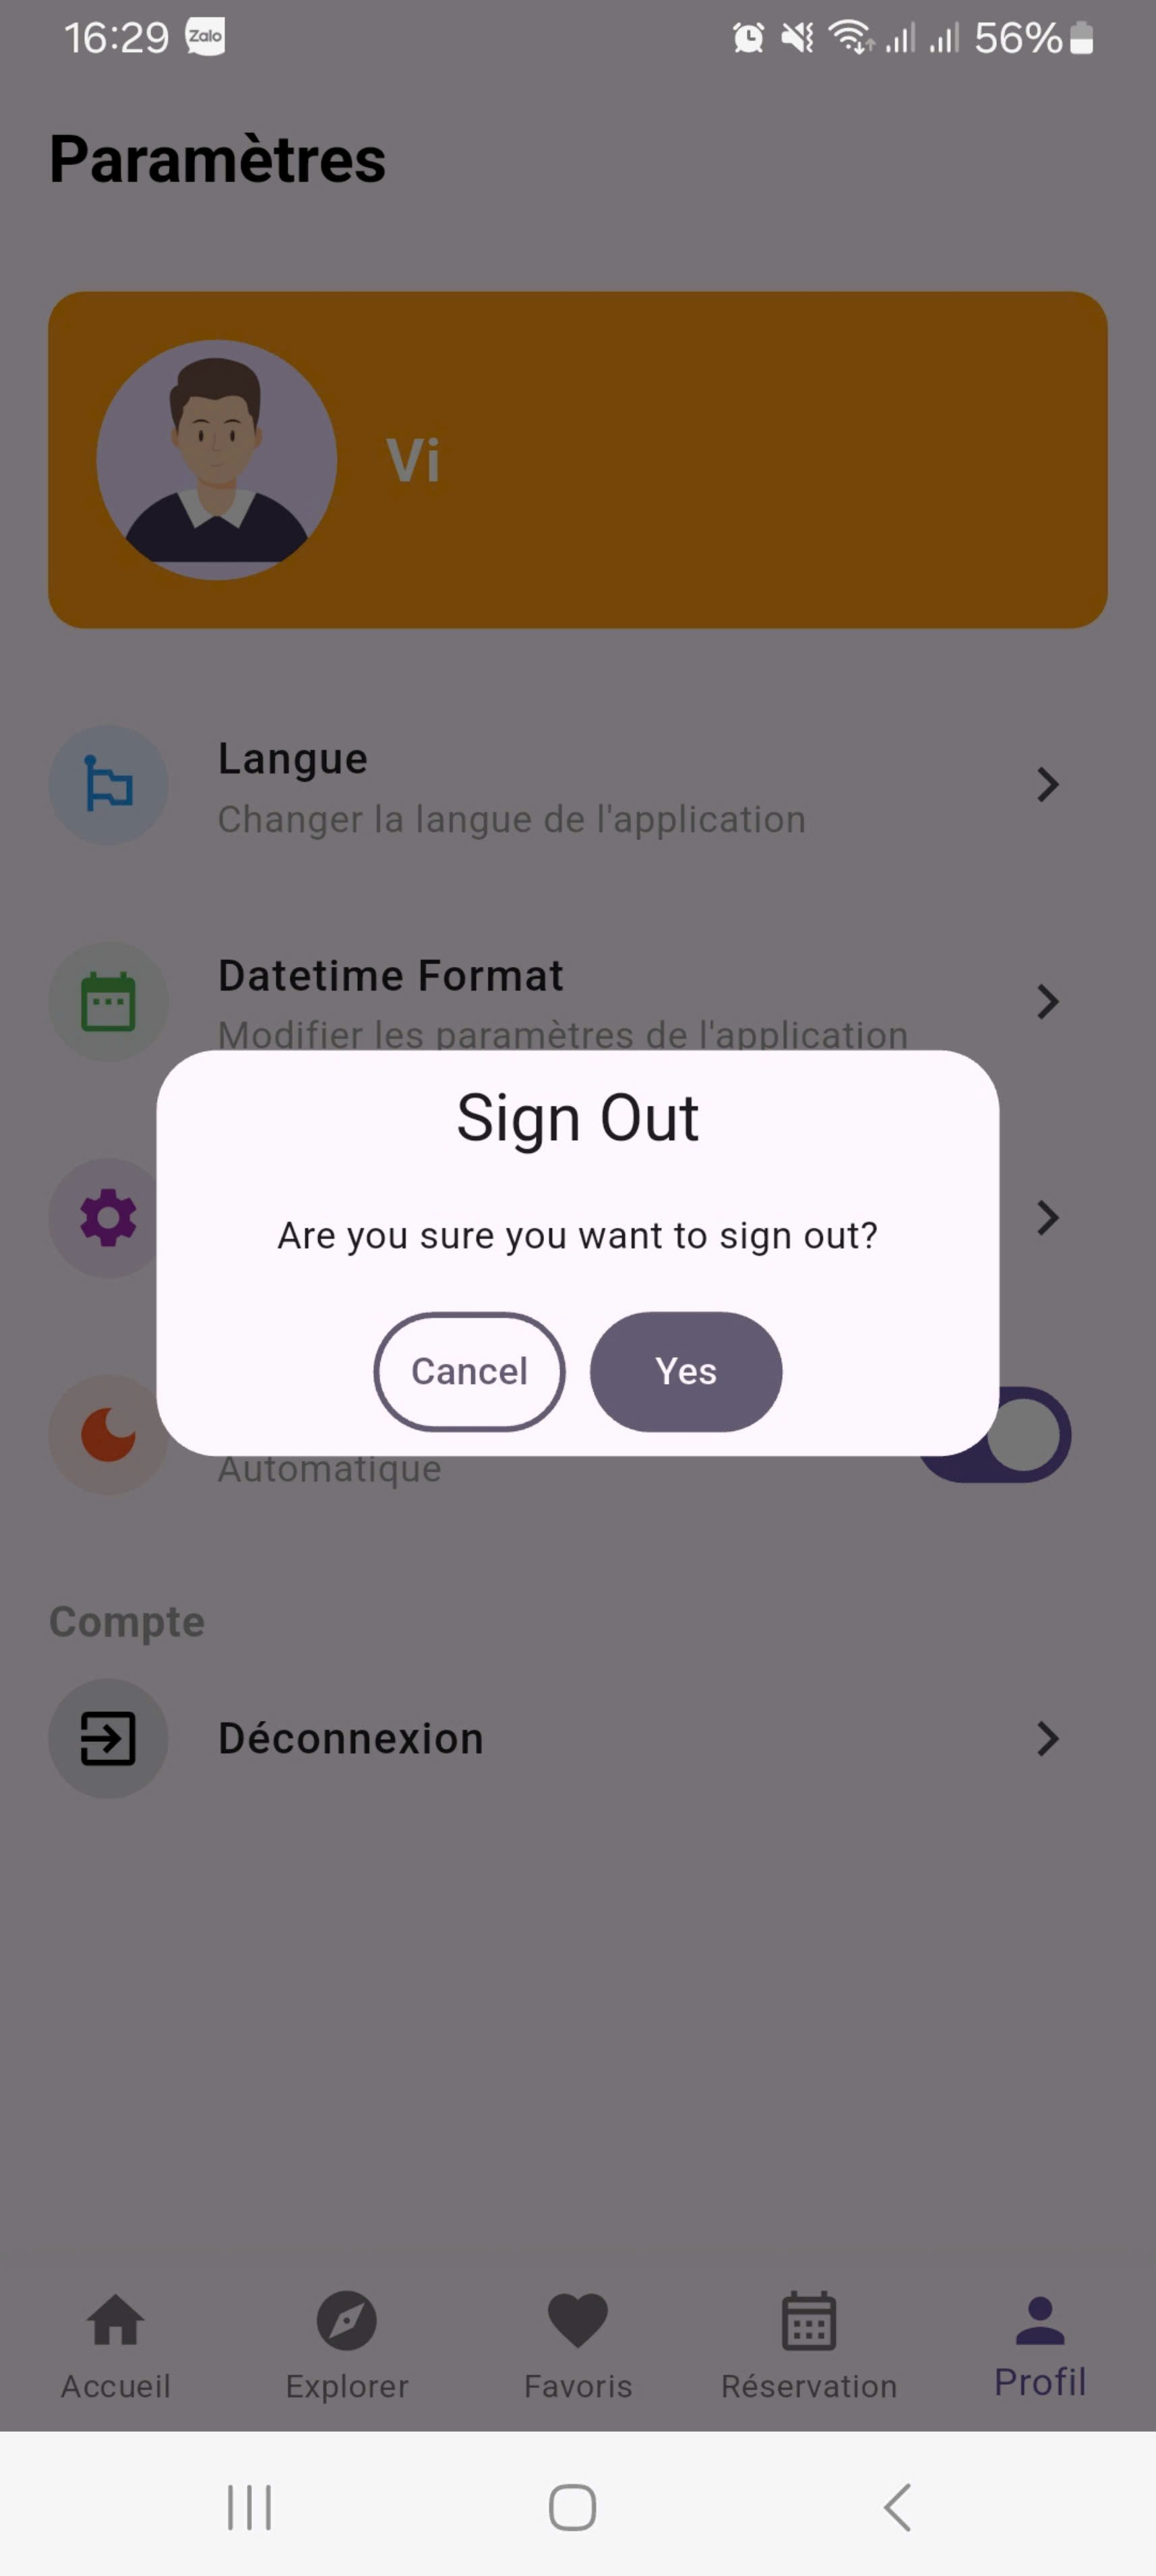 16:29 Zalo 56%
Paramètres
Vi
Langue
Changer la langue de l'application
Datetime Format
Modifier les paramètres de l'application
Sign Out
Are you sure you want to sign out?
Cancel Yes
Automatique
Compte
Déconnexion
Accueil Explorer Favoris Réservation Profil